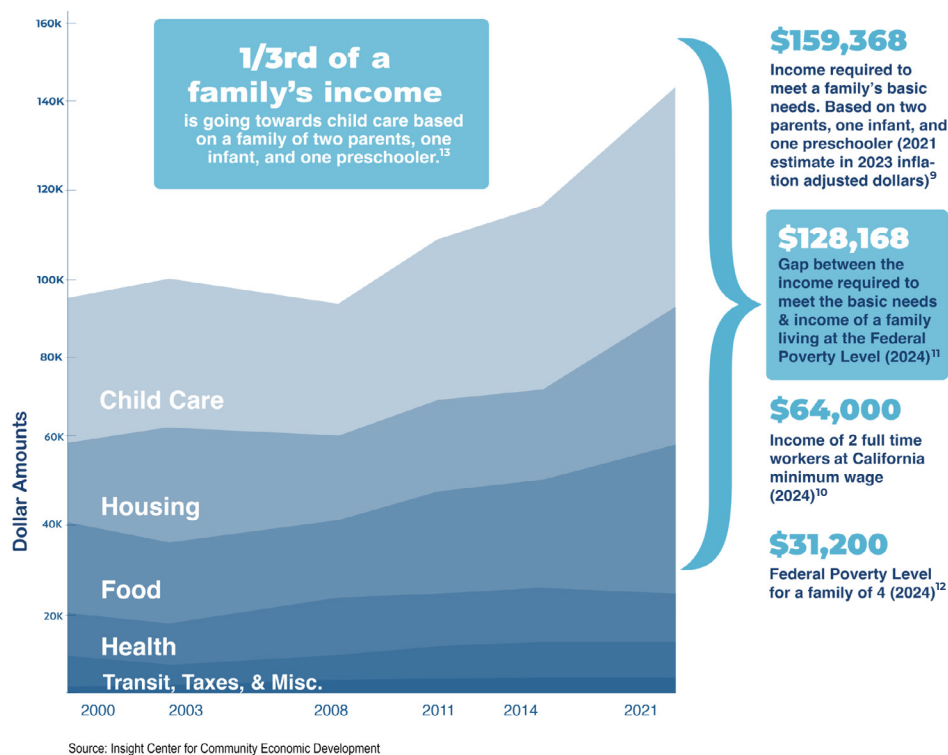 160K
140K
120K
100K
80K
60K
40K
20K
Dollar Amounts
1/3rd of a
family's income
is going towards child care based
on a family of two parents, one
infant, and one preschooler.13
Child Care
Housing
Food
Health
Transit, Taxes, & Misc.
2000
2003
2008
2011
2014
2021
$159,368
Income required to
meet a family's basic
needs. Based on two
parents, one infant, and
one preschooler (2021
estimate in 2023 infla-
tion adjusted dollars)9
$128,168
Gap between the
income required to
meet the basic needs
& income of a family
living at the Federal
Poverty Level (2024)11
$64,000
Income of 2 full time
workers at California
minimum wage
(2024)10
$31,200
Federal Poverty Level
for a family of 4 (2024)12
Source: Insight Center for Community Economic Development